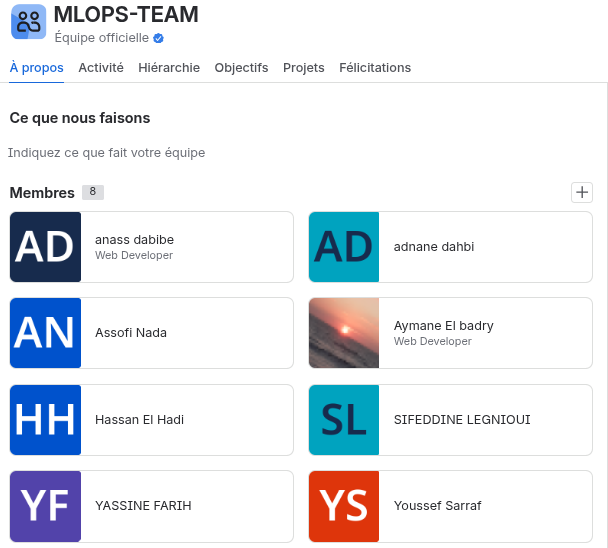 MLOPS-TEAM
Équipe officielle
À propos Activité Hiérarchie Objectifs Projets Félicitations
Ce que nous faisons
Indiquez ce que fait votre équipe
Membres 8
AD
anass dabibe
Web Developer
AD
adnane dahbi
AN
Assofi Nada
Aymane El badry
Web Developer
HH
Hassan El Hadi
SL
SIFEDDINE LEGNIOUI
YF
YASSINE FARIH
YS
Youssef Sarraf